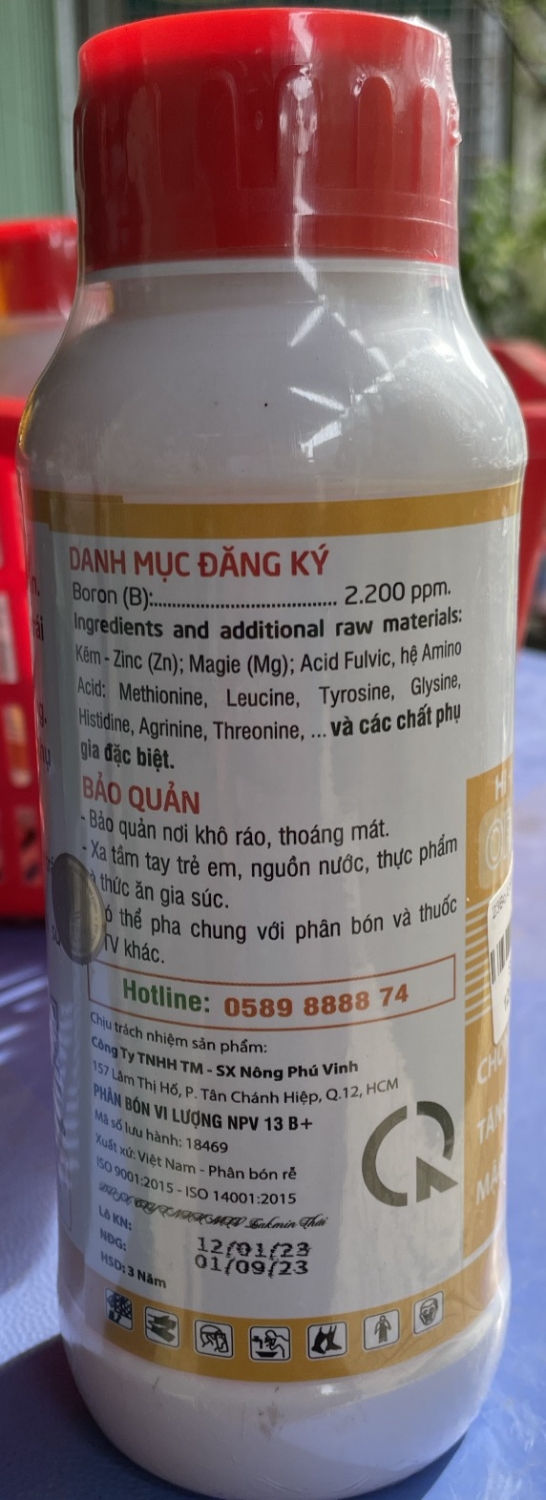 DANH MỤC ĐĂNG KÝ
Boron (B):.................................... 2.200 ppm.
Ingredients and additional raw materials:
Kẽm - Zinc (Zn); Magie (Mg); Acid Fulvic, hệ Amino
Acid: Methionine, Leucine, Tyrosine, Glysine,
Histidine, Agrinine, Threonine, ... và các chất phụ
gia đặc biệt.
BẢO QUẢN
- Bảo quản nơi khô ráo, thoáng mát.
- Xa tầm tay trẻ em, nguồn nước, thực phẩm
thức ăn gia súc.
ó thể pha chung với phân bón và thuốc
TV khác.
Hotline: 0589 8888 74
Chịu trách nhiệm sản phẩm:
Công Ty TNHH TM - SX Nông Phú Vinh
157 Lâm Thị Hố, P. Tân Chánh Hiệp, Q.12, HCM
PHÂN BÓN VI LƯỢNG NPV 13 B+
Mã số lưu hành: 18469
Xuất xứ: Việt Nam - Phân bón rễ
ISO 9001:2015 - ISO 14001:2015
Lakmin Thái
Lô KN:
NĐG: 12/01/23
HSD: 3 Năm 01/09/23
CHO
TĂN